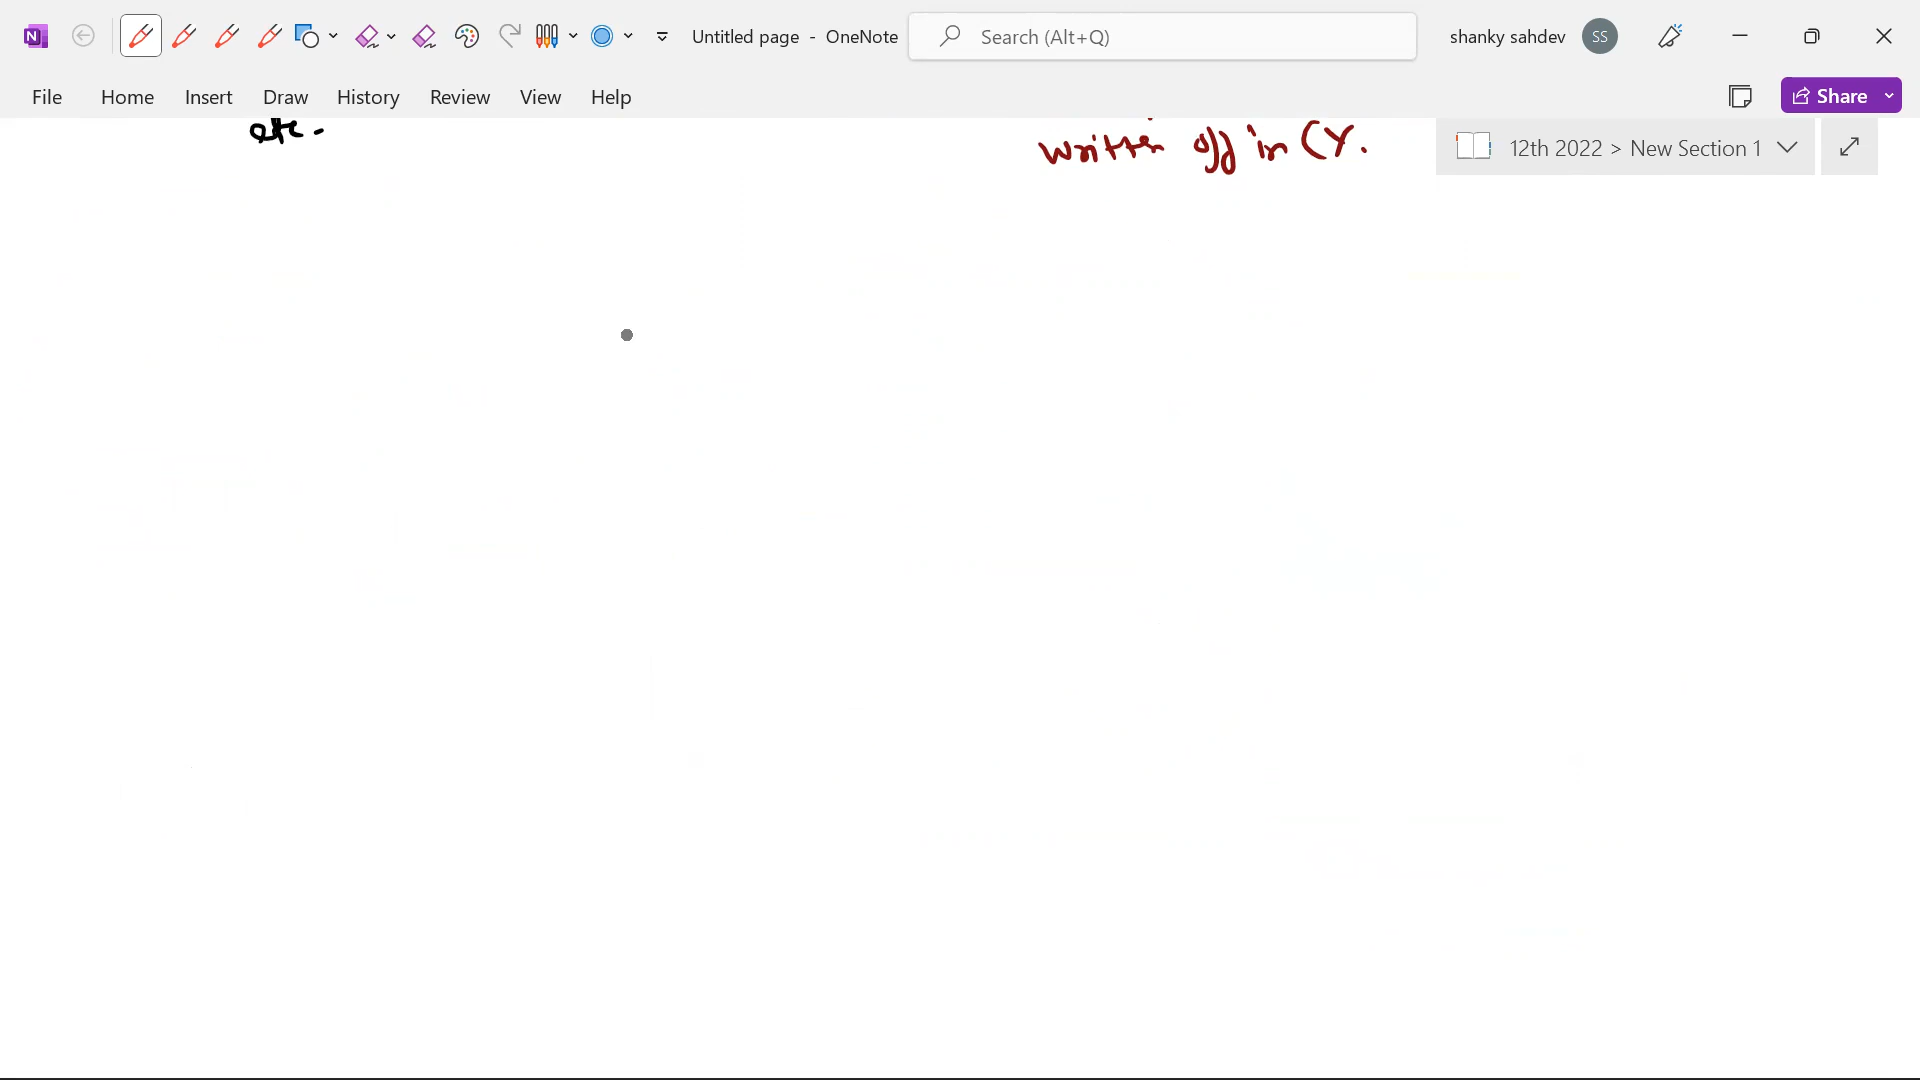 Untitled page - OneNote
Search (Alt+Q)
shanky sahdev
SS
File Home Insert Draw History Review View Help
Share
etc.
written off in CY.
12th 2022 > New Section 1